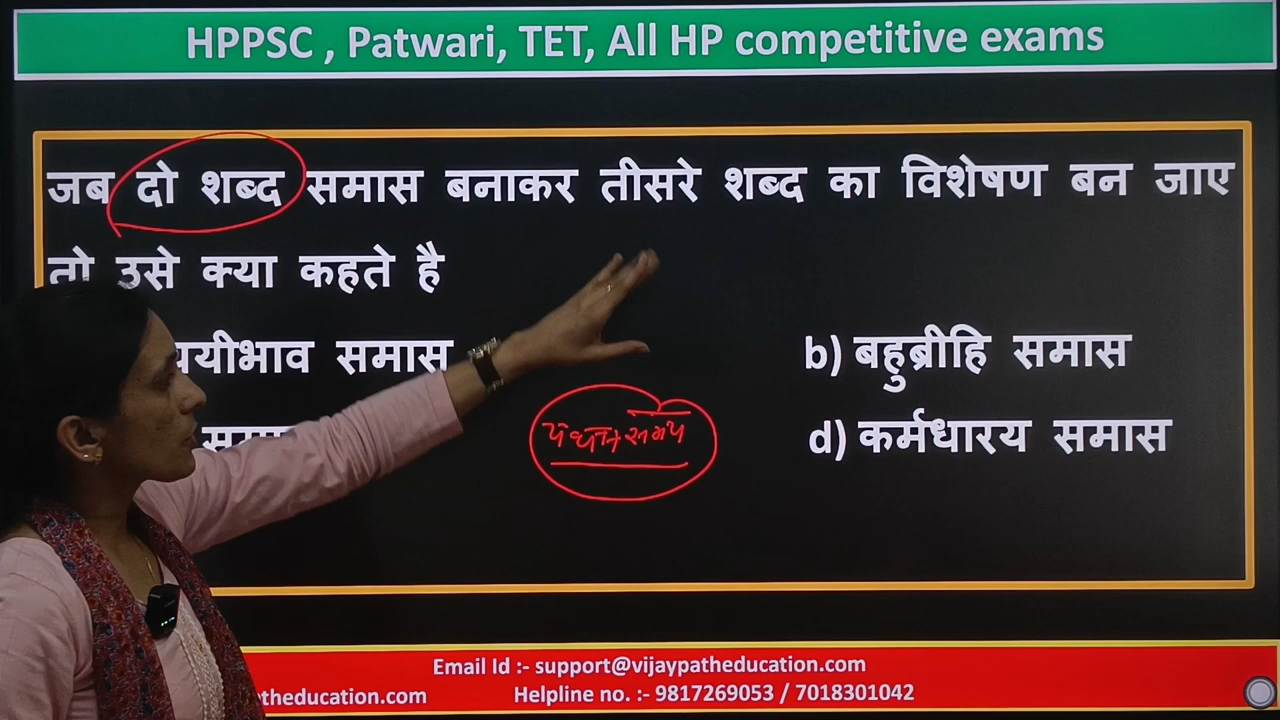 HPPSC , Patwari, TET, All HP competitive exams
जब दो शब्द समास बनाकर तीसरे शब्द का विशेषण बन जाए
तो उसे क्या कहते है
ययीभाव समास
b) बहुब्रीहि समास
d) कर्मधारय समास
Email Id :- support@vijaypatheducation.com
theducation.com Helpline no. :- 9817269053 / 7018301042